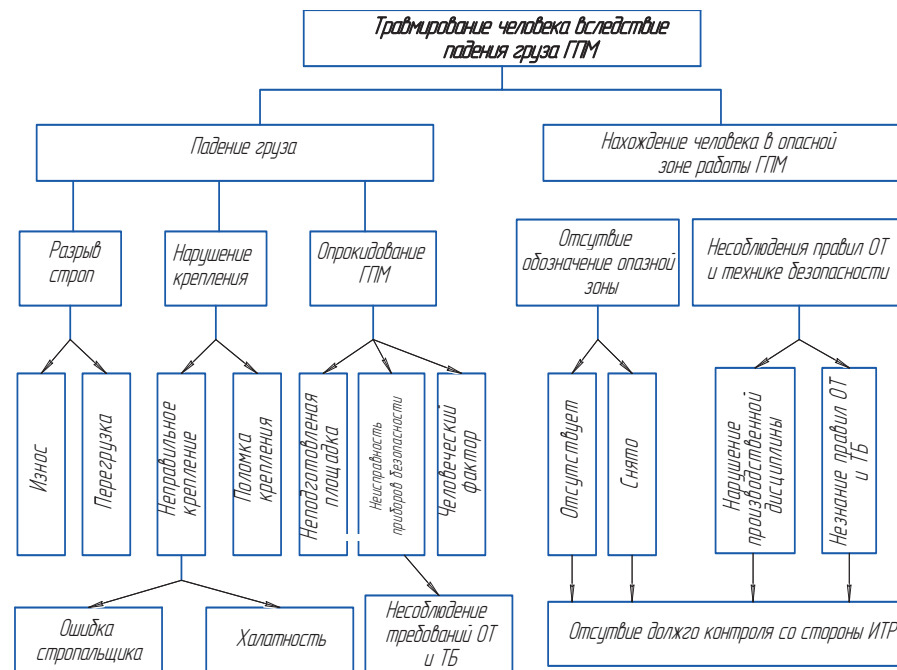 Травмирование человека вследствие
падения груза ГПМ
Падение груза
Нахождение человека в опасной
зоне работы ГПМ
Разрыв
строп
Нарушение
крепления
Опрокидование
ГПМ
Отсутвие
обозначение опазной
зоны
Несоблюдения правил ОТ
и технике безопасности
Износ
Перегрузка
Неправильное
крепление
Поломка
крепления
Неподготовленая
площадка
Неисправность
приборов безопасности
Человеческий
фактор
Отсутствует
Снято
Нарушение
производственной
дисциплины
Незнание правил ОТ
и ТБ
Ошибка
стропальщика
Халатность
Несоблюдение
требований ОТ
и ТБ
Отсутвие должго контроля со стороны ИТР